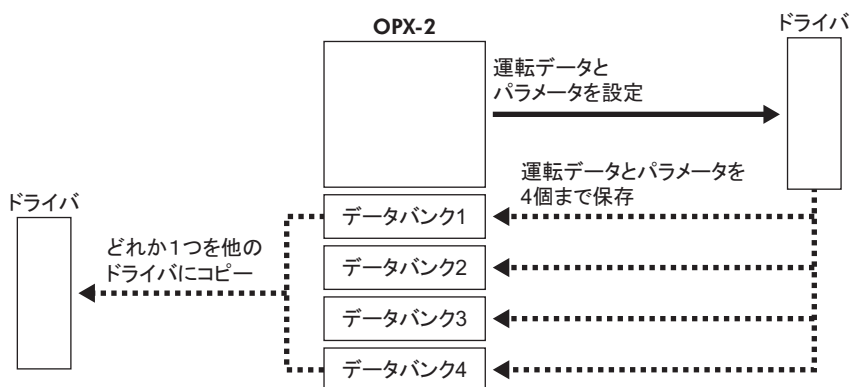 OPX-2
ドライバ
運転データと
パラメータを設定
運転データとパラメータを
4個まで保存
ドライバ
データバンク1
どれか1つを他の
ドライバにコピー
データバンク2
データバンク3
データバンク4